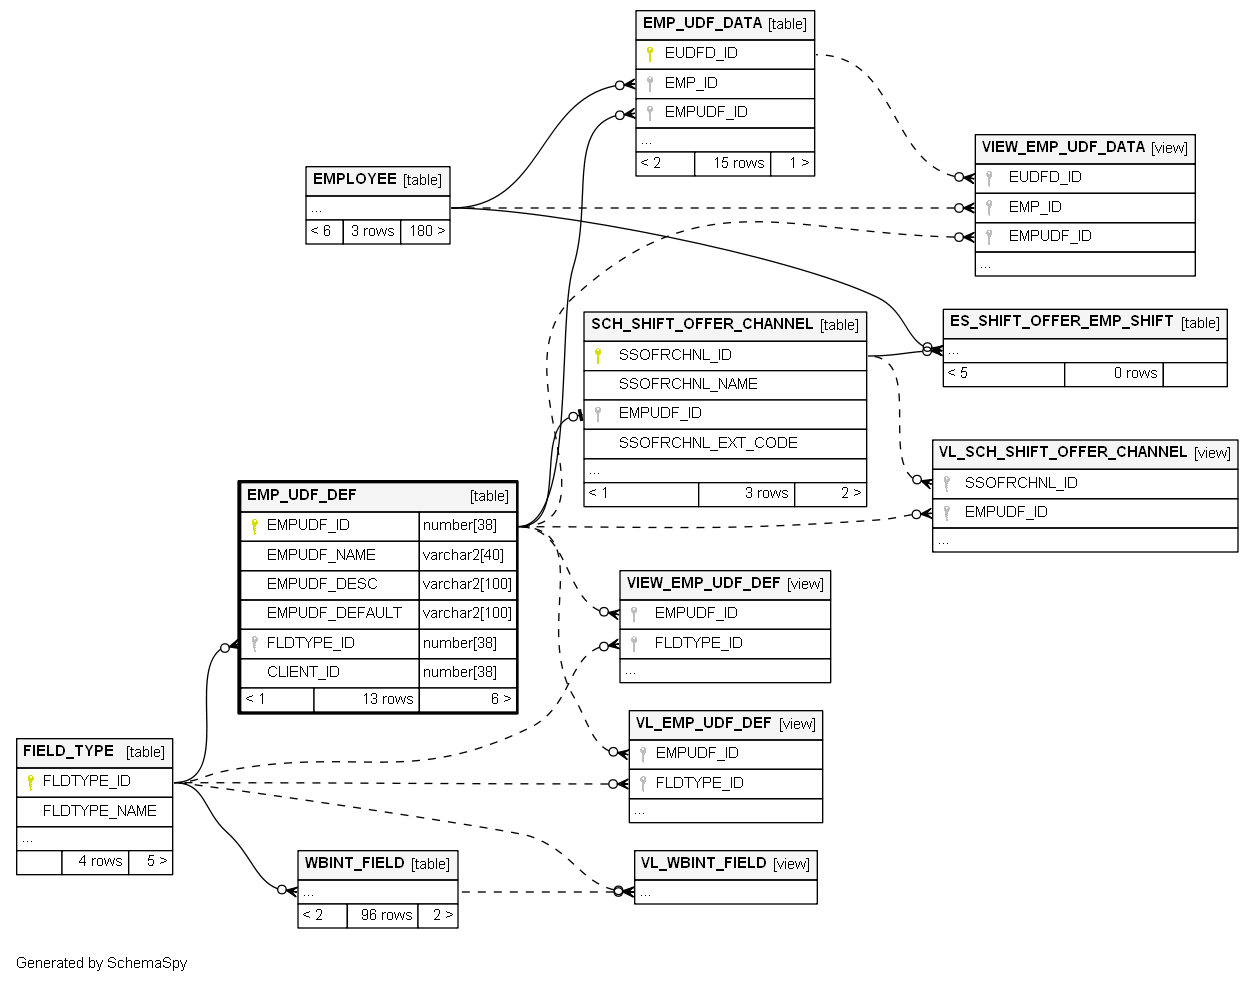 EMP_UDF_DATA [table]
EUDFD_ID
EMP_ID
EMPUDF_ID
...
< 2 15 rows 1 >
VIEW_EMP_UDF_DATA [view]
EUDFD_ID
EMP_ID
EMPUDF_ID
...
EMPLOYEE [table]
...
< 6 3 rows 180 >
SCH_SHIFT_OFFER_CHANNEL [table]
SSOFRCHNL_ID
SSOFRCHNL_NAME
EMPUDF_ID
SSOFRCHNL_EXT_CODE
...
< 1 3 rows 2 >
ES_SHIFT_OFFER_EMP_SHIFT [table]
...
< 5 0 rows
VL_SCH_SHIFT_OFFER_CHANNEL [view]
SSOFRCHNL_ID
EMPUDF_ID
...
EMP_UDF_DEF [table]
EMPUDF_ID number[38]
EMPUDF_NAME varchar2[40]
EMPUDF_DESC varchar2[100]
EMPUDF_DEFAULT varchar2[100]
FLDTYPE_ID number[38]
CLIENT_ID number[38]
< 1 13 rows 6 >
VIEW_EMP_UDF_DEF [view]
EMPUDF_ID
FLDTYPE_ID
...
VL_EMP_UDF_DEF [view]
EMPUDF_ID
FLDTYPE_ID
...
FIELD_TYPE [table]
FLDTYPE_ID
FLDTYPE_NAME
...
4 rows 5 >
WBINT_FIELD [table]
...
< 2 96 rows 2 >
VL_WBINT_FIELD [view]
...
Generated by SchemaSpy